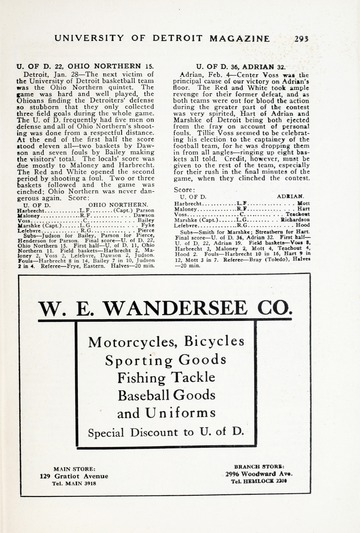 UNIVERSITY OF DETROIT MAGAZINE 293
U. OF D. 22, OHIO NORTHERN 15.
Detroit, Jan. 28—The next victim of
the University of Detroit basketball team
was the Ohio Northern quintet. The
game was hard and well played, the
Ohioans finding the Detroiters' defense
so stubborn that they only collected
three field goals during the whole game.
The U. of D. frequently had five men on
defense and all of Ohio Northern's shoot-
ing was done from a respectful distance.
At the end of the first half the score
stood eleven all—two baskets by Daw-
son and seven fouls by Bailey making
the visitors' total. The locals' score was
due mostly to Maloney and Harbrecht.
The Red and White opened the second
period by shooting a foul. Two or three
baskets followed and the game was
cinched; Ohio Northern was never dan-
gerous again. Score:
U. OF D. OHIO NORTHERN.
Harbrecht............L.F.......(Capt.) Parson
Maloney..............R.F.............. Dawson
Voss...................C................ Bailey
Marshke (Capt.)......L.G................ Fyke
Lefebvre.............R.G............... Pierce
Subs—Judson for Bailey, Parson for Pierce,
Henderson for Parson. Final score—U. of D. 22,
Ohio Northern 15. First half—U. of D. 11, Ohio
Northern 11. Field baskets—Harbrecht 2, Ma-
loney 2, Voss 2, Lefebvre, Dawson 2, Judson.
Fouls—Harbrecht 8 in 14, Bailey 7 in 10, Judson
2 in 4. Referee—Frye, Eastern. Halves—20 min.
U. OF D. 36, ADRIAN 32.
Adrian, Feb. 4—Center Voss was the
principal cause of our victory on Adrian's
floor. The Red and White took ample
revenge for their former defeat, and as
both teams were out for blood the action
during the greater part of the contest
was very spirited, Hart of Adrian and
Marshke of Detroit being both ejected
from the fray on account of personal
fouls. Tillie Voss seemed to be celebrat-
ing his election to the captaincy of the
football team, for he was dropping them
in from all angles—ringing up eight bas-
kets all told. Credit, however, must be
given to the rest of the team, especially
for their rush in the final minutes of the
game, when they clinched the contest.
Score:
U. OF D. ADRIAN.
Harbrecht............L.F................ Mott
Maloney..............R.F................ Hart
Voss...................C............. Teachout
Marshke (Capt.)......L.G........... Richardson
Lefebvre.............R.G................ Hood
Subs—Smith for Marshke; Struathers for Hart.
Final score—U. of D. 36, Adrian 32. First half—
U. of D. 22, Adrian 19. Field baskets—Voss 8,
Harbrecht 3, Maloney 2, Mott 4, Teachout 4,
Hood 2. Fouls—Harbrecht 10 in 16, Hart 9 in
12, Mott 3 in 7. Referee—Bray (Toledo), Halves
—20 min.
W. E. WANDERSEE CO.
Motorcycles, Bicycles
Sporting Goods
Fishing Tackle
Baseball Goods
and Uniforms
Special Discount to U. of D.
MAIN STORE:
129 Gratiot Avenue
Tel. MAIN 3918
BRANCH STORE:
2996 Woodward Ave.
Tel. HEMLOCK 2308